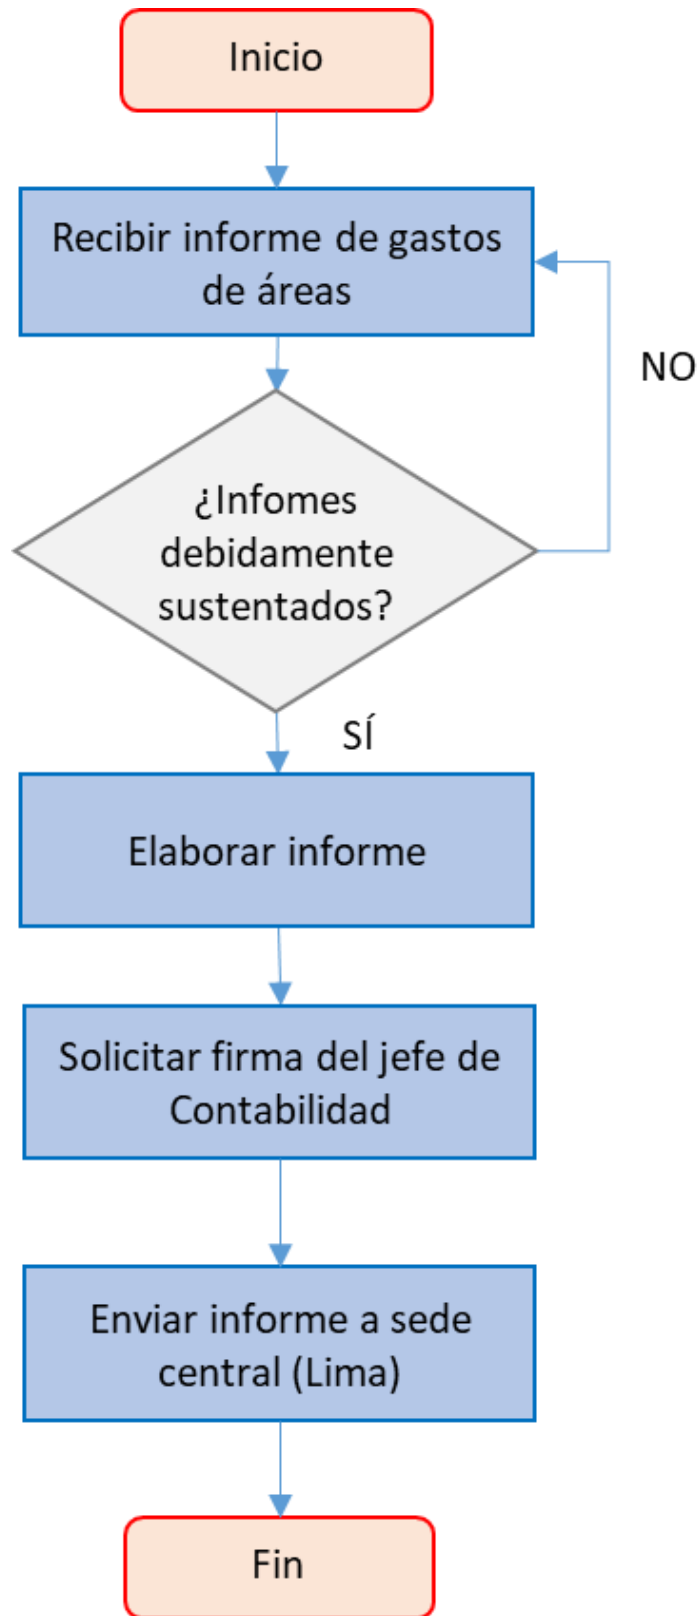 Inicio
Recibir informe de gastos
de áreas
NO
¿Infomes
debidamente
sustentados?
SÍ
Elaborar informe
Solicitar firma del jefe de
Contabilidad
Enviar informe a sede
central (Lima)
Fin